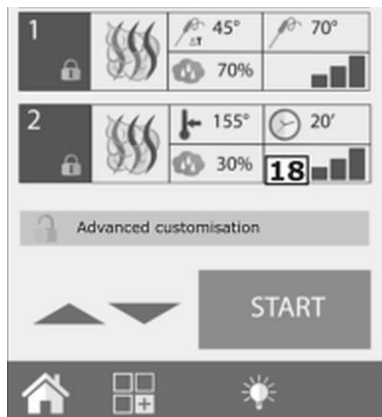 1 45° 70°
ΔT
70%
2 155° 20'
30% 18
Advanced customisation
START